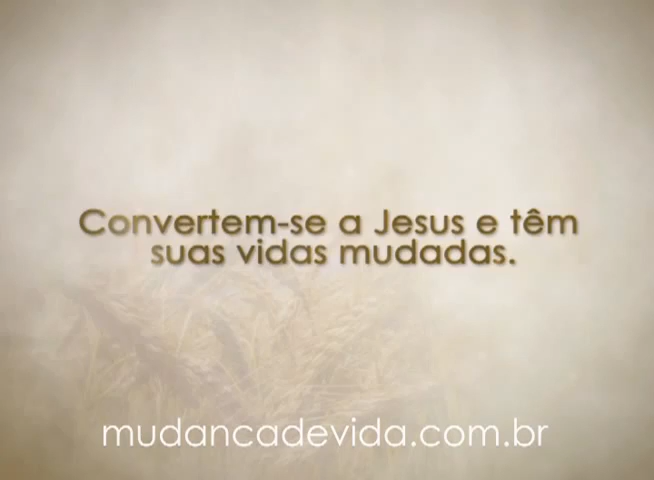 Convertem-se a Jesus e têm
suas vidas mudadas.
mudancadevida.com.br